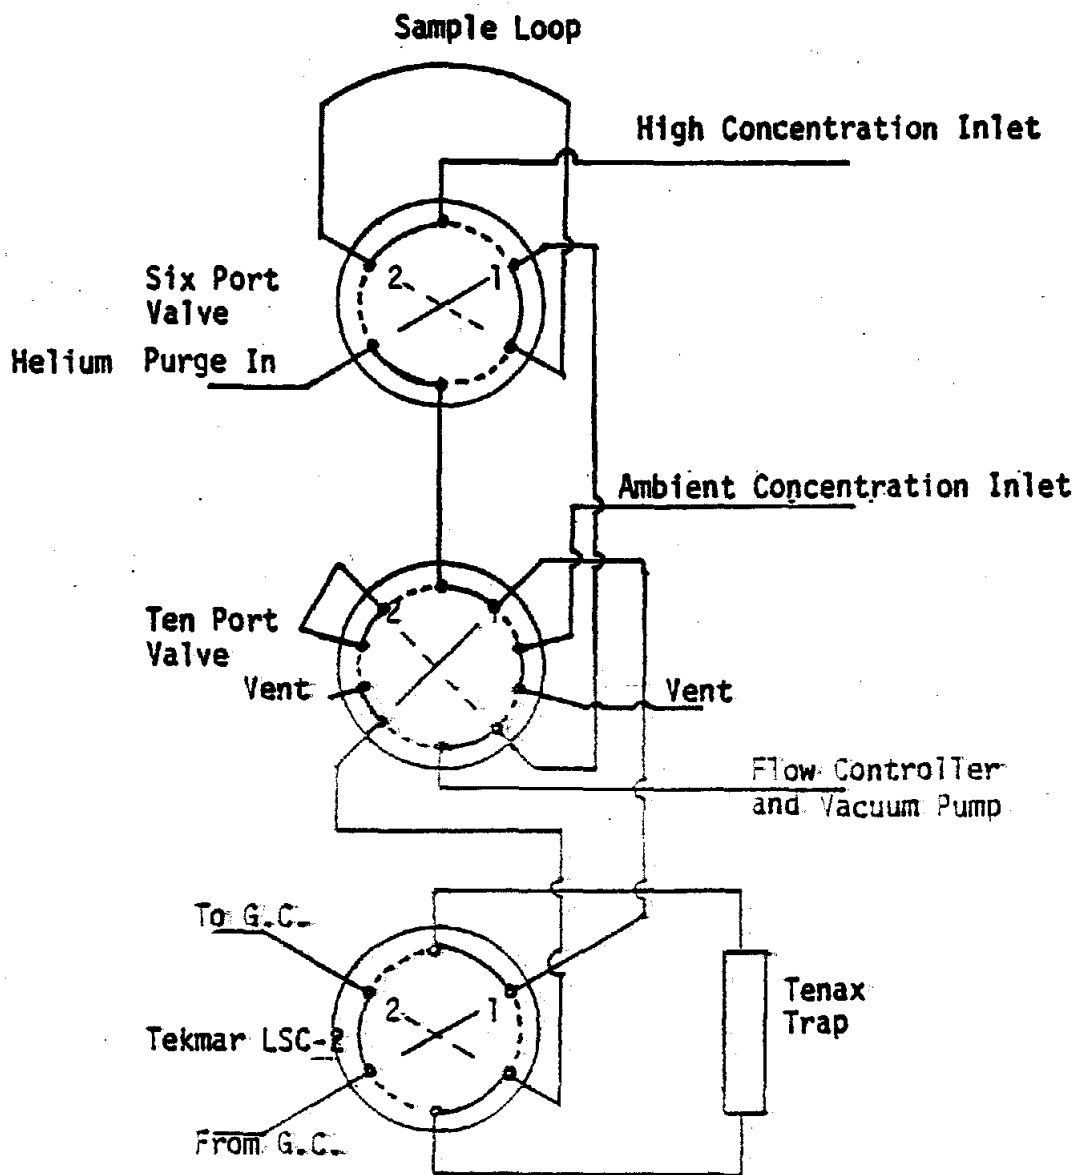 Sample Loop
High Concentration Inlet
2
1
Six Port
Valve
Helium Purge In
Ambient Concentration Inlet
2
1
Ten Port
Valve
Vent
Vent
Flow Controller
and Vacuum Pump
To G.C.
2
1
Tenax
Trap
Tekmar LSC-2
From G.C.